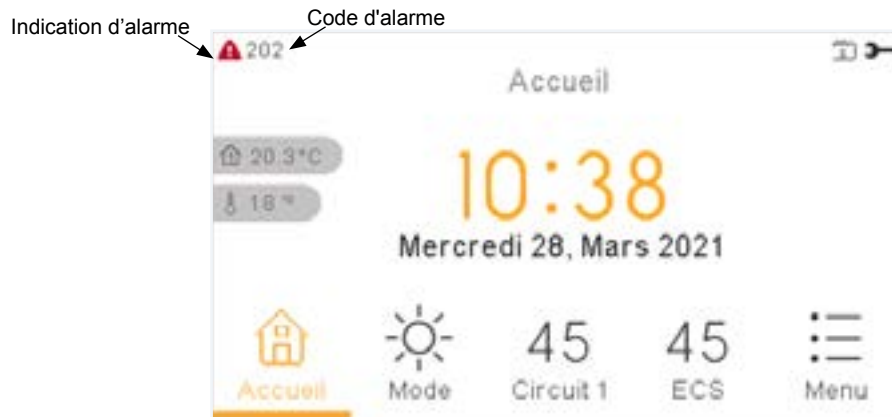 Indication d’alarme
Code d'alarme
202
Accueil
20.3°C
18
10:38
Mercredi 28, Mars 2021
45
45
Accueil
Mode
Circuit 1
ECS
Menu